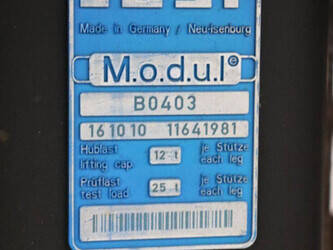 Made in Germany / Neu-Isenburg
M.o.d.u.l e
B0403
16 10 10 11641981
Hublast 12 t je Stütze
lifting cap. each leg
Prüflast 25 t je Stütze
test load each leg